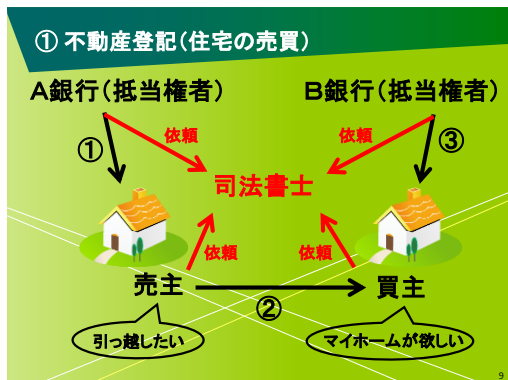 ① 不動産登記(住宅の売買)
A銀行(抵当権者)
B銀行(抵当権者)
依頼
依頼
①
③
司法書士
依頼
依頼
売主
買主
②
引っ越したい
マイホームが欲しい
9